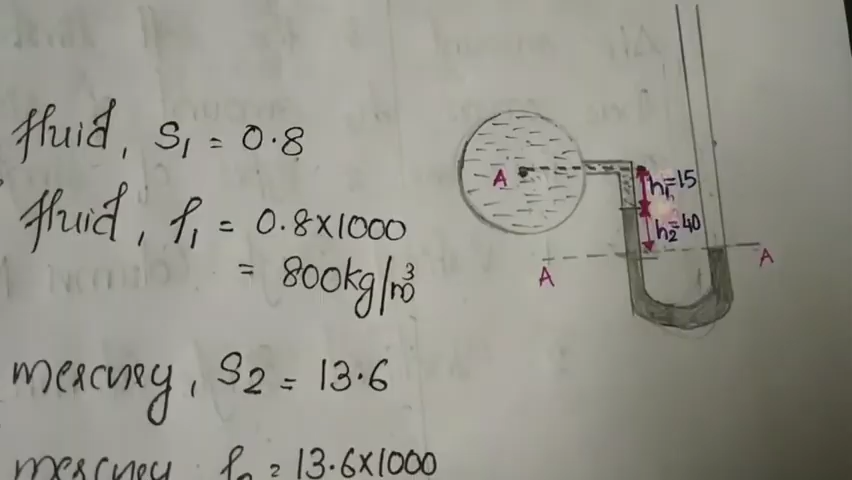 fluid, S1 = 0.8
fluid, ρ1 = 0.8x1000
= 800kg/m3
mercury, S2 = 13.6
mercury ρ2 = 13.6x1000
A
h1=15
h2=40
A
A